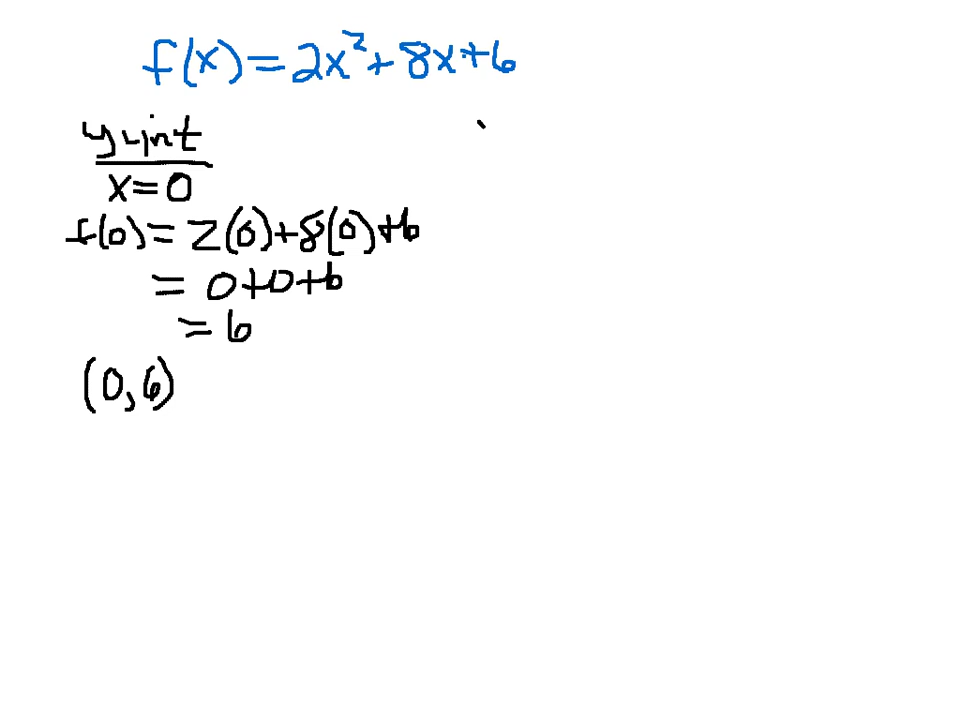 f(x) = 2x² + 8x + 6
y-int
x = 0
f(0) = 2(0) + 8(0) + 6
= 0 + 0 + 6
= 6
(0, 6)